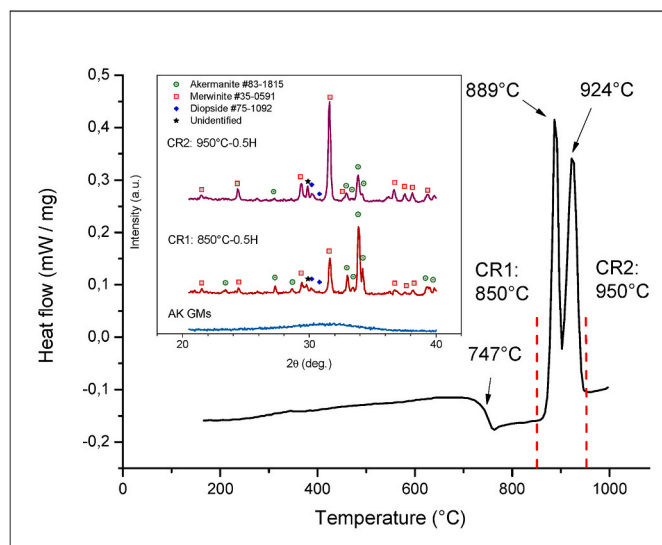 0,5
0,4
0,3
0,2
0,1
0,0
-0,1
-0,2
Heat flow (mW / mg)
0
200
400
600
800
1000
Temperature (°C)
Akermanite #83-1815
Merwinite #35-0591
Diopside #75-1092
Unidentified
CR2: 950°C-0.5H
CR1: 850°C-0.5H
AK GMs
Intensity (a.u.)
20
30
40
2θ (deg.)
889°C
924°C
CR1:
850°C
CR2:
950°C
747°C